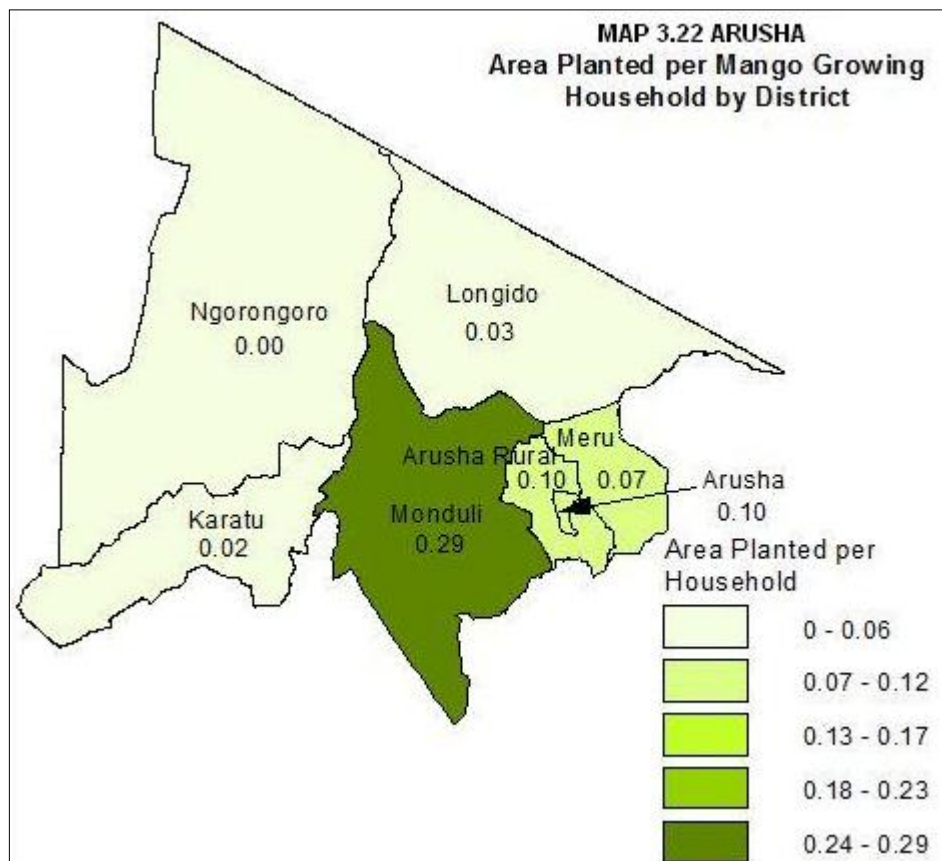 MAP 3.22 ARUSHA
Area Planted per Mango Growing
Household by District
Ngorongoro
0.00
Longido
0.03
Meru
0.07
Arusha Rural
0.10
Arusha
0.10
Karatu
0.02
Monduli
0.29
Area Planted per
Household
0 - 0.06
0.07 - 0.12
0.13 - 0.17
0.18 - 0.23
0.24 - 0.29